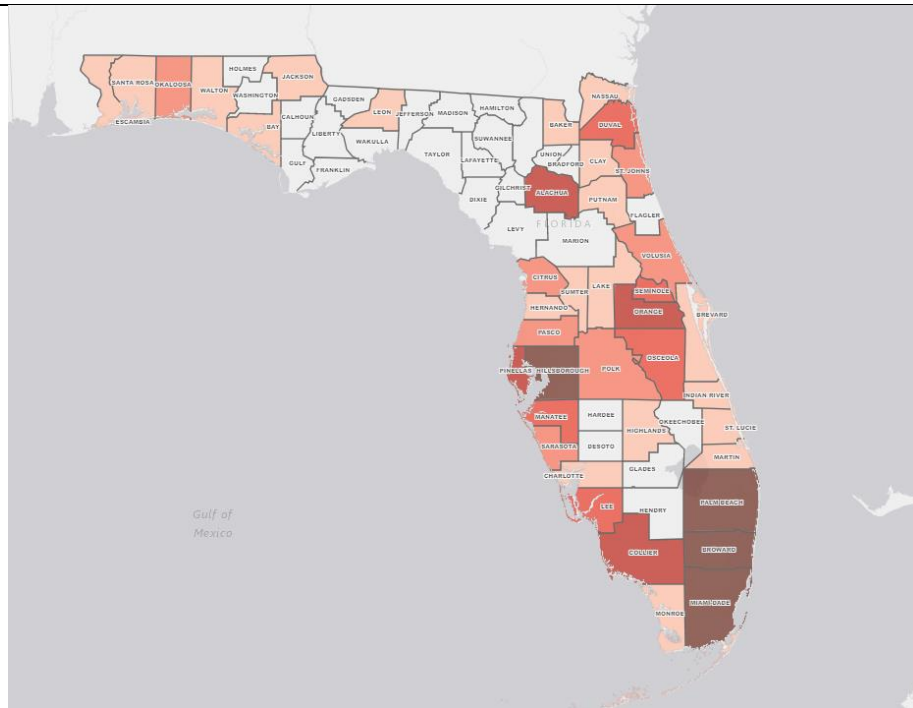 HOLMES
JACKSON
SANTA ROSA
OKALOOSA
WALTON
WASHINGTON
ESCAMBIA
BAY
CALHOUN
GULF
LIBERTY
FRANKLIN
GADSDEN
LEON
WAKULLA
JEFFERSON
MADISON
TAYLOR
HAMILTON
SUWANNEE
LAFAYETTE
DIXIE
GILCHRIST
LEVY
BAKER
UNION
BRADFORD
ALACHUA
NASSAU
DUVAL
CLAY
ST. JOHNS
PUTNAM
FLAGLER
FLORIDA
MARION
VOLUSIA
CITRUS
SUMTER
LAKE
SEMINOLE
HERNANDO
ORANGE
BREVARD
PASCO
OSCEOLA
PINELLAS
HILLSBOROUGH
POLK
INDIAN RIVER
MANATEE
HARDEE
OKEECHOBEE
HIGHLANDS
ST. LUCIE
SARASOTA
DESOTO
MARTIN
CHARLOTTE
GLADES
LEE
HENDRY
PALM BEACH
Gulf of
Mexico
COLLIER
BROWARD
MONROE
MIAMI-DADE